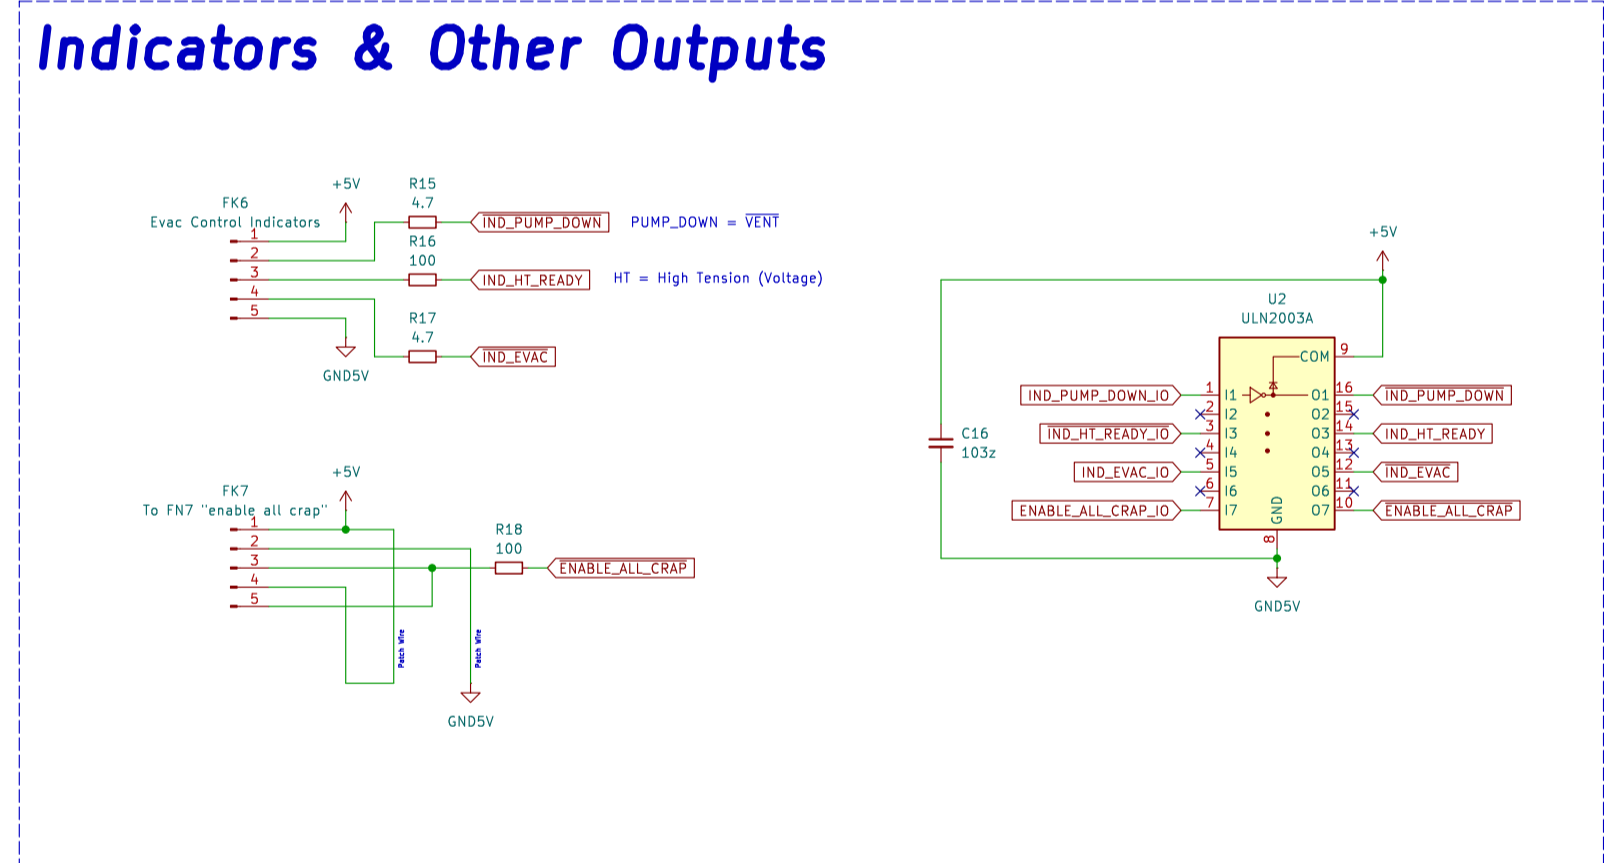 Indicators & Other Outputs
+5V
FK6
Evac Control Indicators
1
2
3
4
5
R15
4.7
IND_PUMP_DOWN
PUMP_DOWN = VENT
R16
100
IND_HT_READY
HT = High Tension (Voltage)
R17
4.7
IND_EVAC
GND5V
+5V
FK7
To FN7 "enable all crap"
1
2
3
4
5
R18
100
ENABLE_ALL_CRAP
Patch Wire
Patch Wire
GND5V
+5V
U2
ULN2003A
C16
103z
COM
9
IND_PUMP_DOWN_IO
1
I1
O1
16
IND_PUMP_DOWN
2
I2
O2
15
IND_HT_READY_IO
3
I3
O3
14
IND_HT_READY
4
I4
O4
13
IND_EVAC_IO
5
I5
O5
12
IND_EVAC
6
I6
O6
11
ENABLE_ALL_CRAP_IO
7
I7
O7
10
ENABLE_ALL_CRAP
GND
8
GND5V